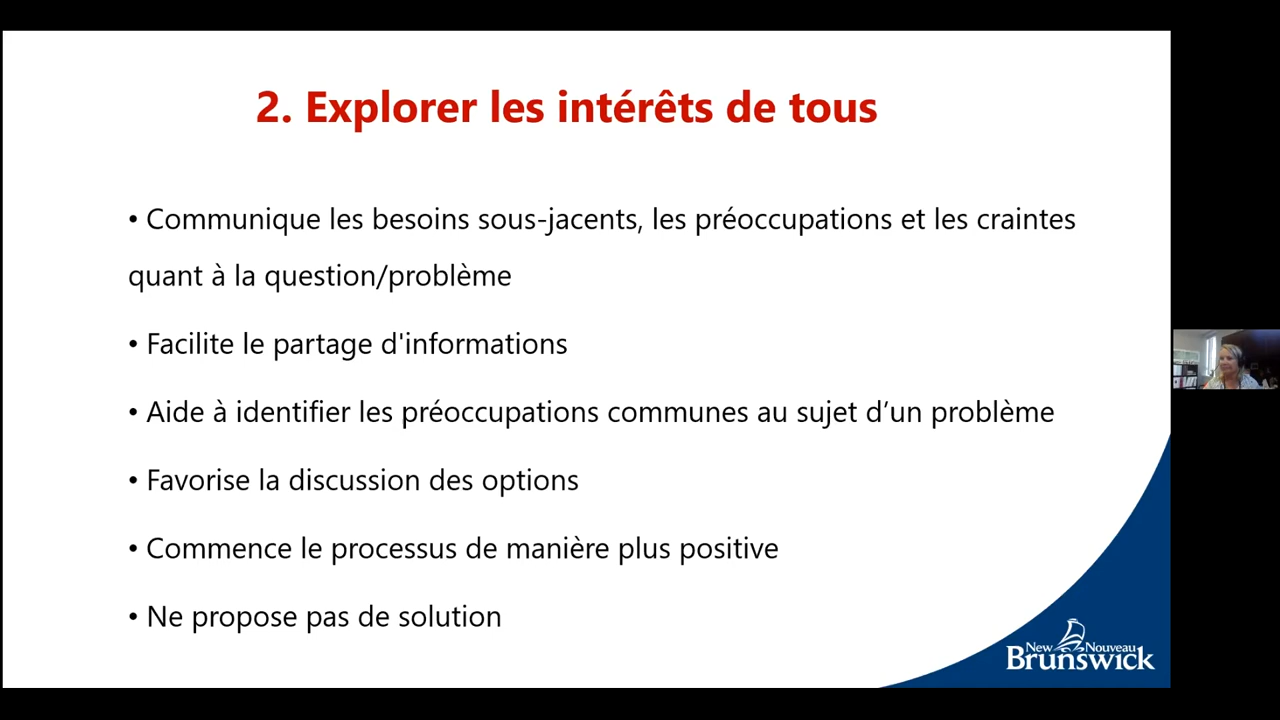 2. Explorer les intérêts de tous
• Communique les besoins sous-jacents, les préoccupations et les craintes
quant à la question/problème
• Facilite le partage d'informations
• Aide à identifier les préoccupations communes au sujet d’un problème
• Favorise la discussion des options
• Commence le processus de manière plus positive
• Ne propose pas de solution
New Nouveau
Brunswick